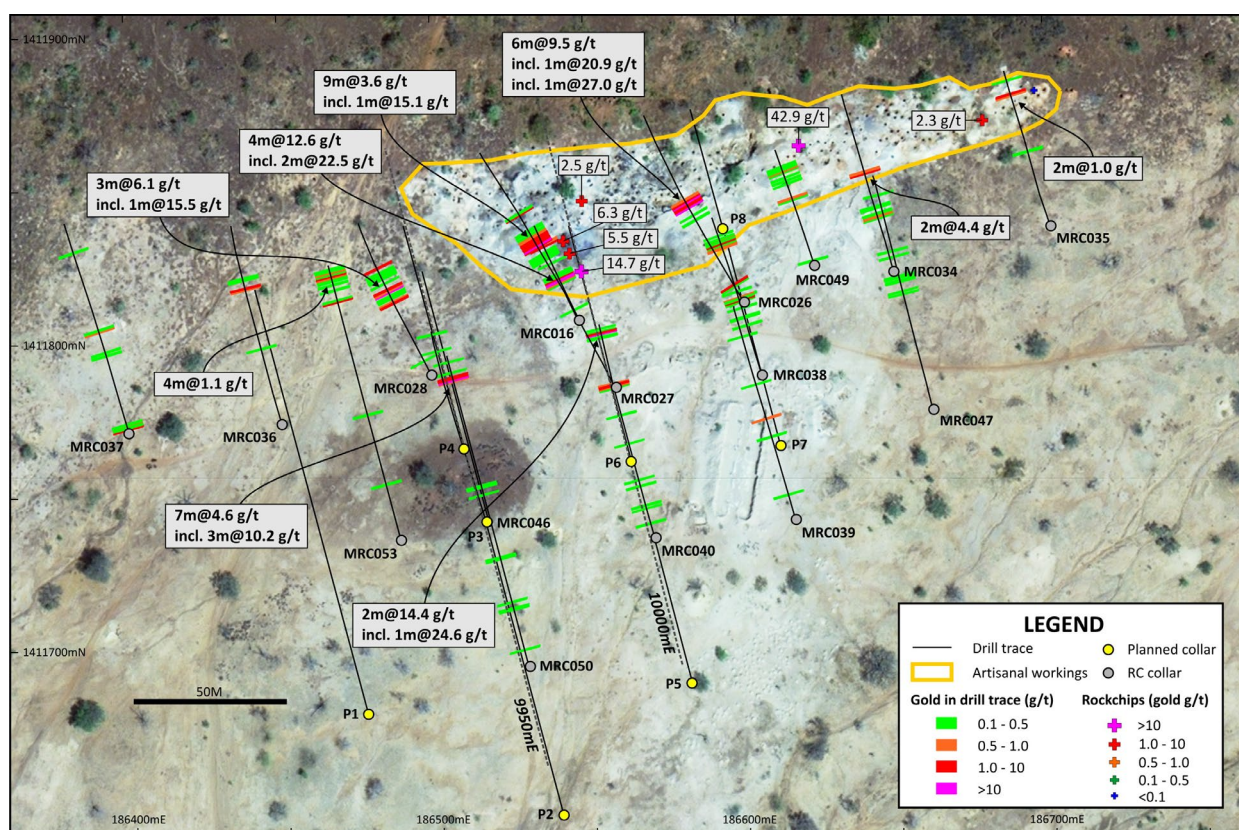 1411900mN
6m@9.5 g/t
incl. 1m@20.9 g/t
incl. 1m@27.0 g/t
9m@3.6 g/t
incl. 1m@15.1 g/t
4m@12.6 g/t
incl. 2m@22.5 g/t
42.9 g/t
2.3 g/t
2m@1.0 g/t
2.5 g/t
3m@6.1 g/t
incl. 1m@15.5 g/t
6.3 g/t
5.5 g/t
14.7 g/t
P8
2m@4.4 g/t
MRC035
MRC049
MRC034
MRC026
MRC016
1411800mN
4m@1.1 g/t
MRC028
MRC038
MRC027
MRC047
MRC037
MRC036
P4
P6
P7
7m@4.6 g/t
incl. 3m@10.2 g/t
MRC046
P3
MRC039
MRC053
MRC040
2m@14.4 g/t
incl. 1m@24.6 g/t
10000mE
1411700mN
MRC050
P5
50M
P1
9950mE
P2
LEGEND
Drill trace
Planned collar
Artisanal workings
RC collar
Gold in drill trace (g/t)
Rockchips (gold g/t)
0.1 - 0.5
>10
0.5 - 1.0
1.0 - 10
1.0 - 10
0.5 - 1.0
>10
0.1 - 0.5
<0.1
186400mE
186500mE
186600mE
186700mE